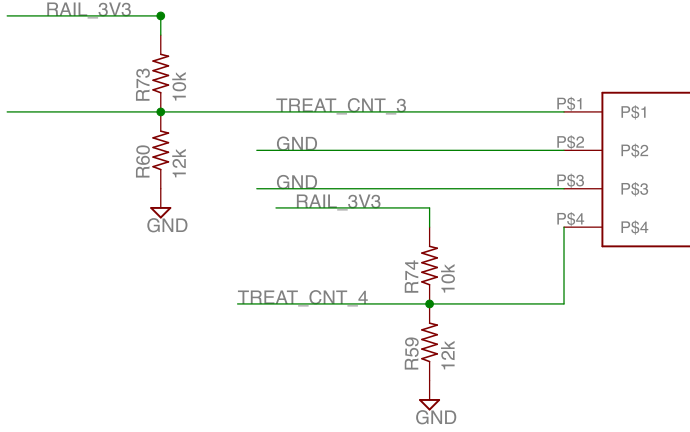 RAIL_3V3
R73
10k
TREAT_CNT_3
P$1
P$1
R60
12k
GND
P$2
P$2
GND
P$3
P$3
RAIL_3V3
GND
P$4
P$4
R74
10k
TREAT_CNT_4
R59
12k
GND